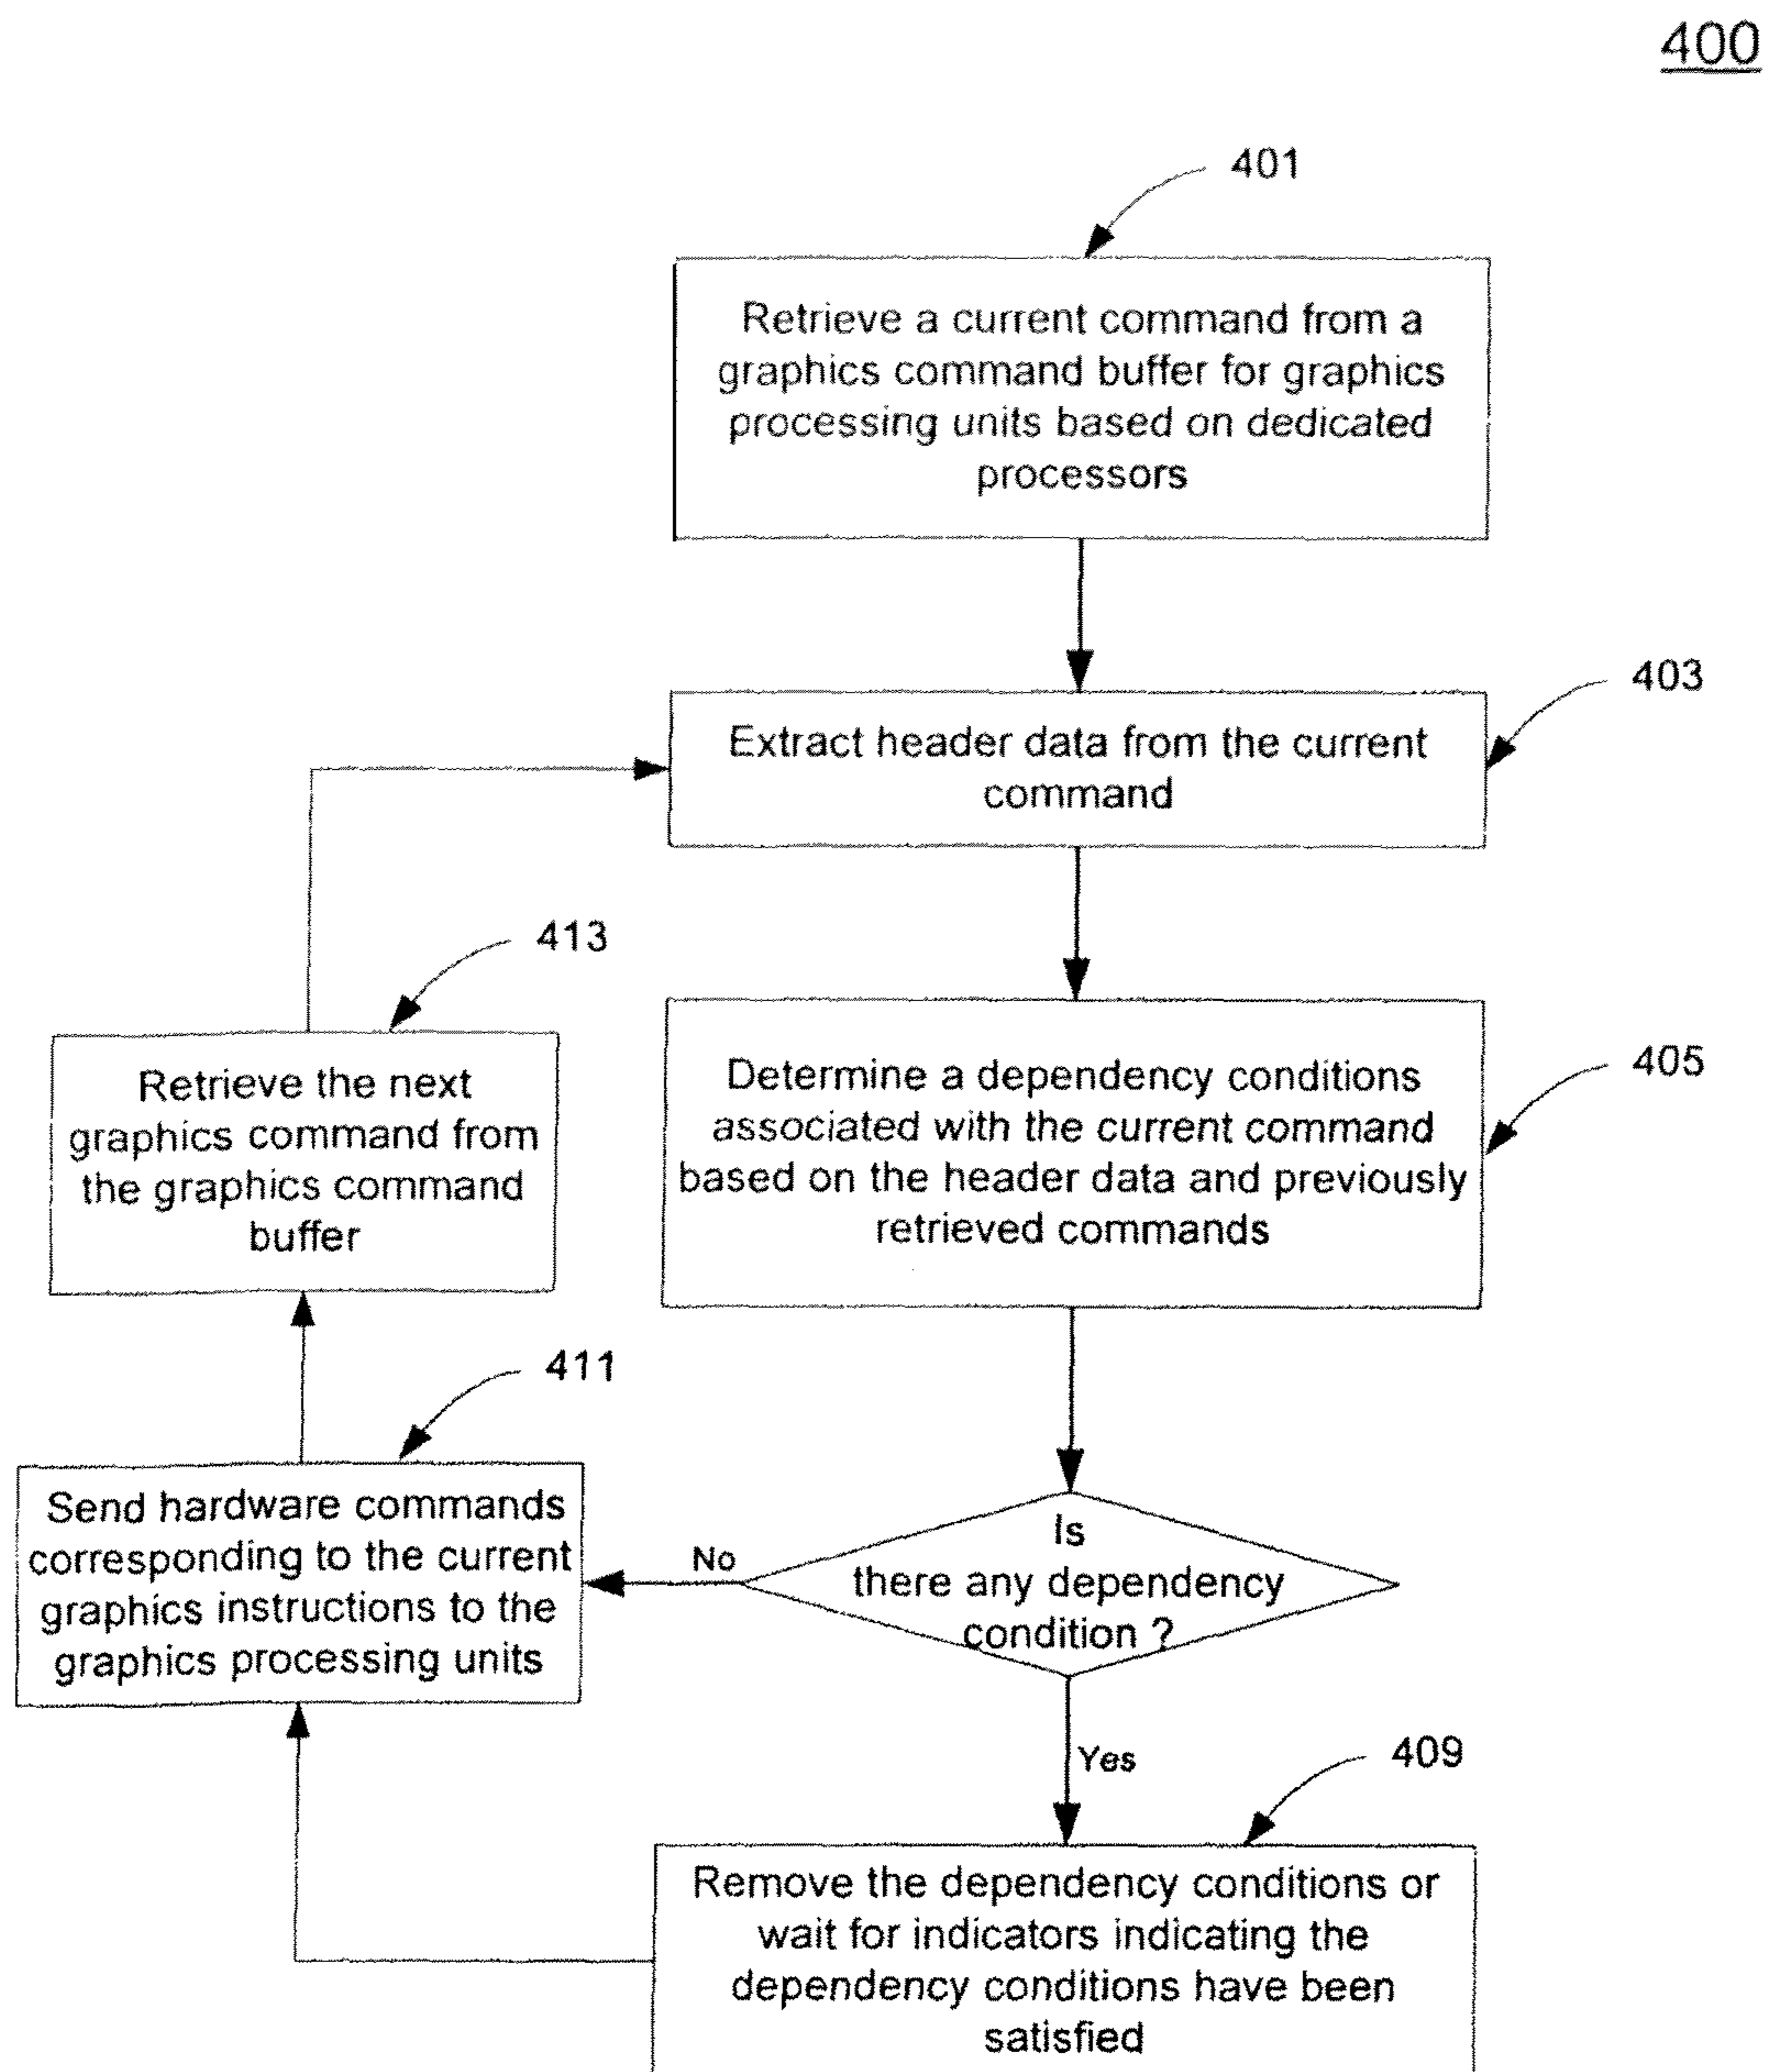 400
401
Retrieve a current command from a
graphics command buffer for graphics
processing units based on dedicated
processors
403
Extract header data from the current
command
413
Retrieve the next
graphics command from
the graphics command
buffer
405
Determine a dependency conditions
associated with the current command
based on the header data and previously
retrieved commands
411
Send hardware commands
corresponding to the current
graphics instructions to the
graphics processing units
No
Is
there any dependency
condition ?
Yes
409
Remove the dependency conditions or
wait for indicators indicating the
dependency conditions have been
satisfied